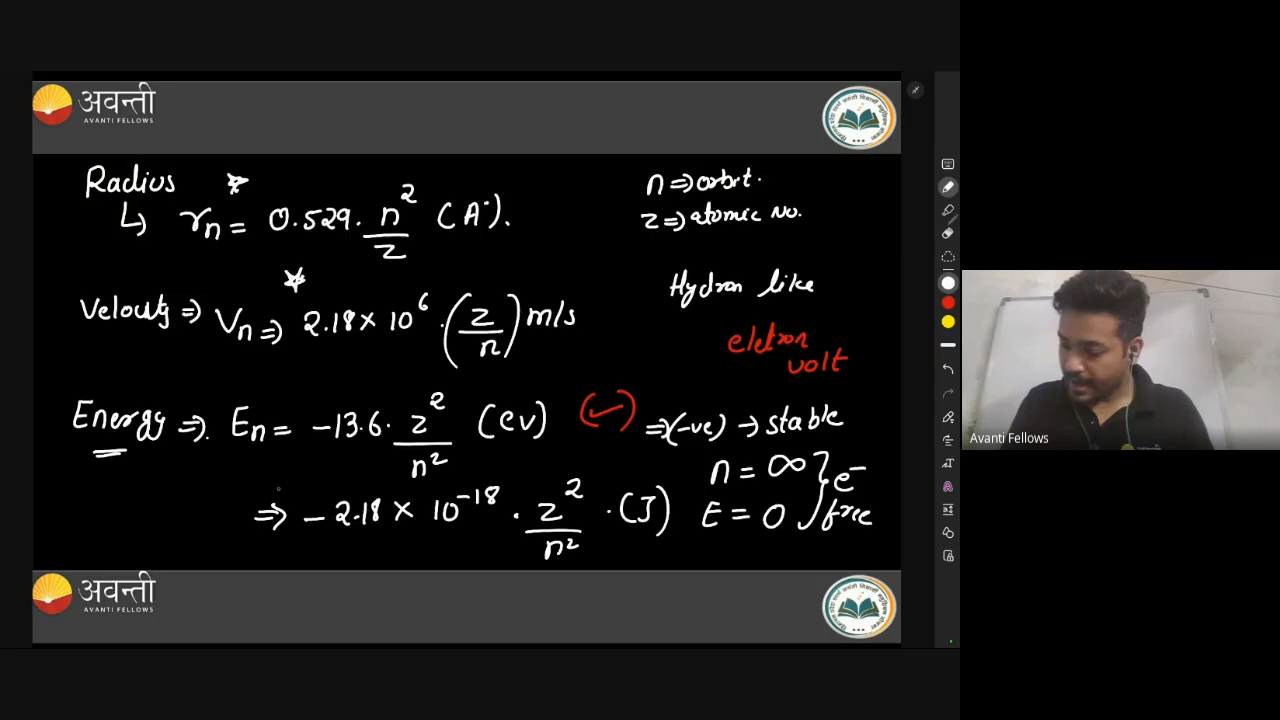 अवन्ती
AVANTI FELLOWS
Radius
↳ rn = 0.529 . n²/z (A°).
n ⇒ orbit.
z ⇒ atomic No.
Hydron like
Velocity ⇒ Vn ⇒ 2.18 × 10⁶ . (z/n) m/s
eletron
volt
Energy ⇒ En = -13.6 . z²/n² (ev) (✓) ⇒ (-ve) → stable
n = ∞ } e⁻
⇒ -2.18 × 10⁻¹⁸ . z²/n² . (J)
E = 0 } free
Avanti Fellows
अवन्ती
AVANTI FELLOWS